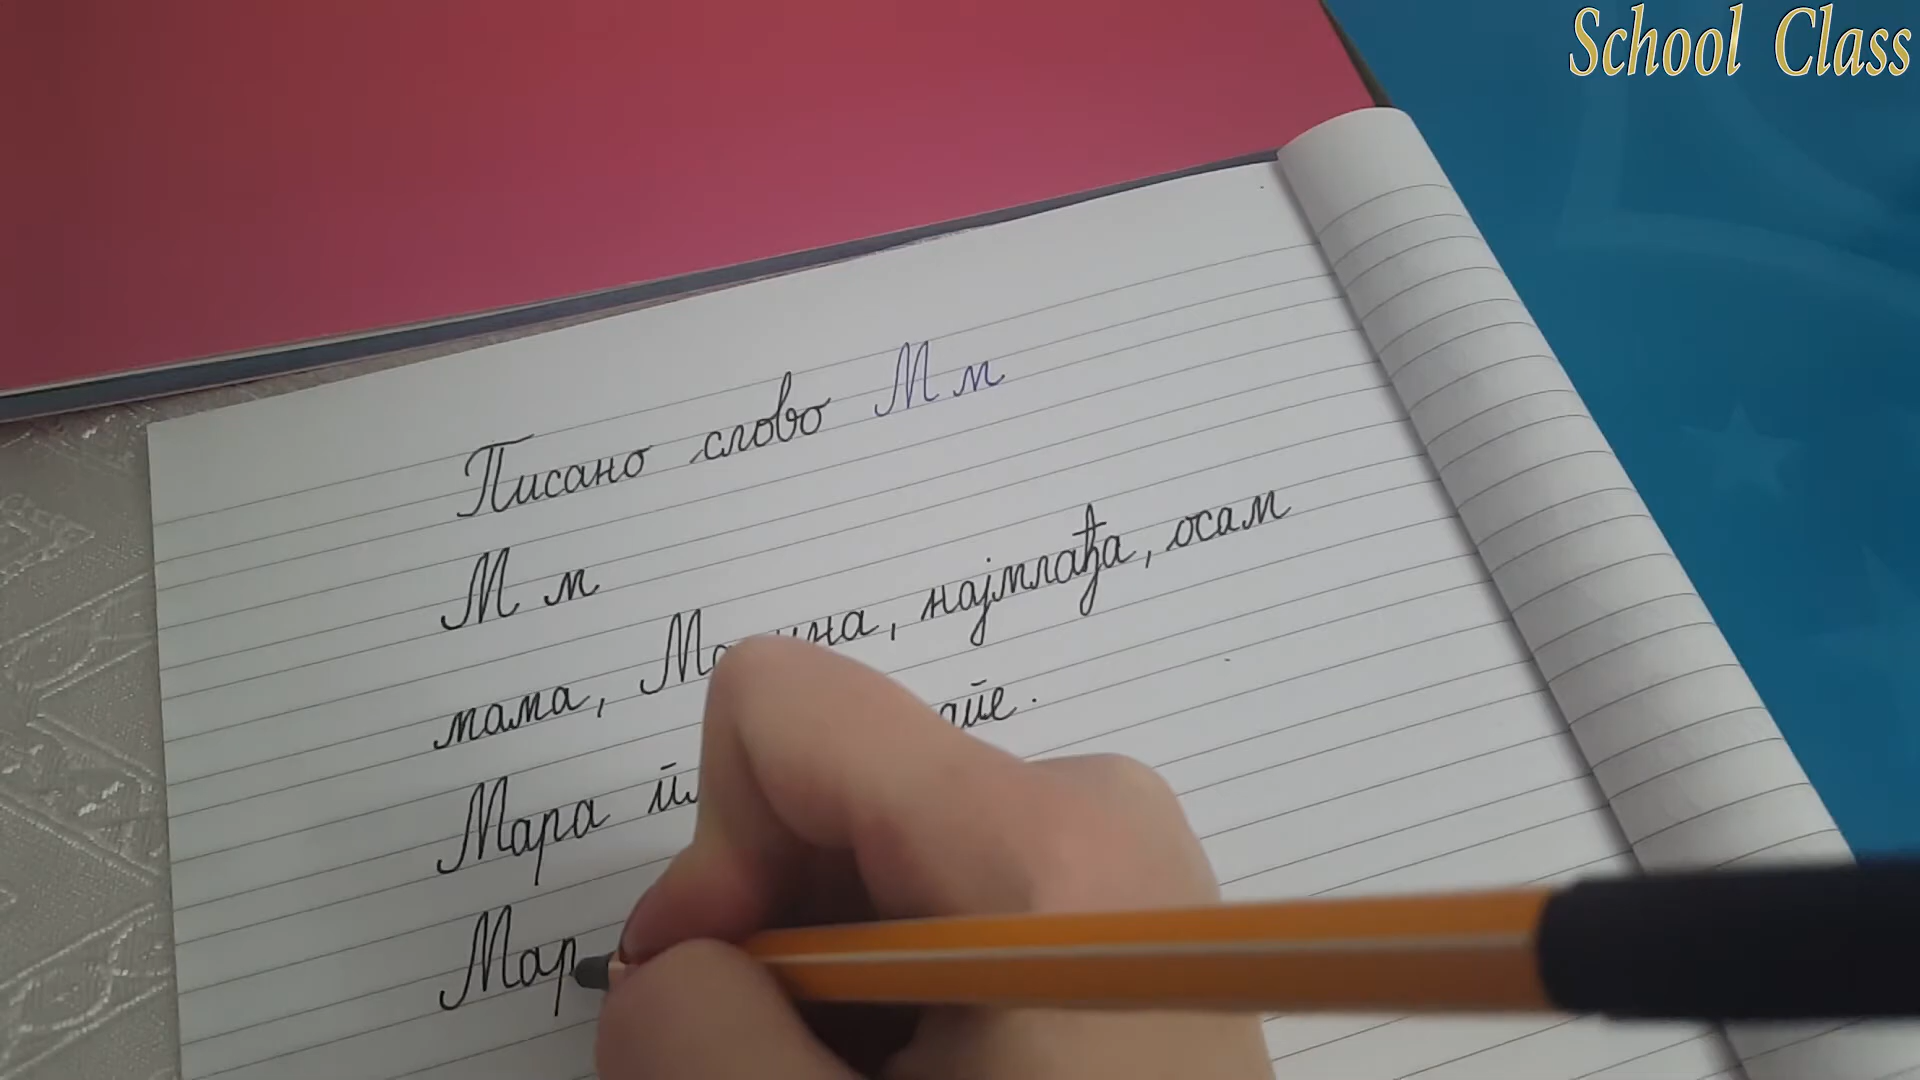 School Class
Писано слово М м
М м
мама, најмлађа, осам
Мара
Мар